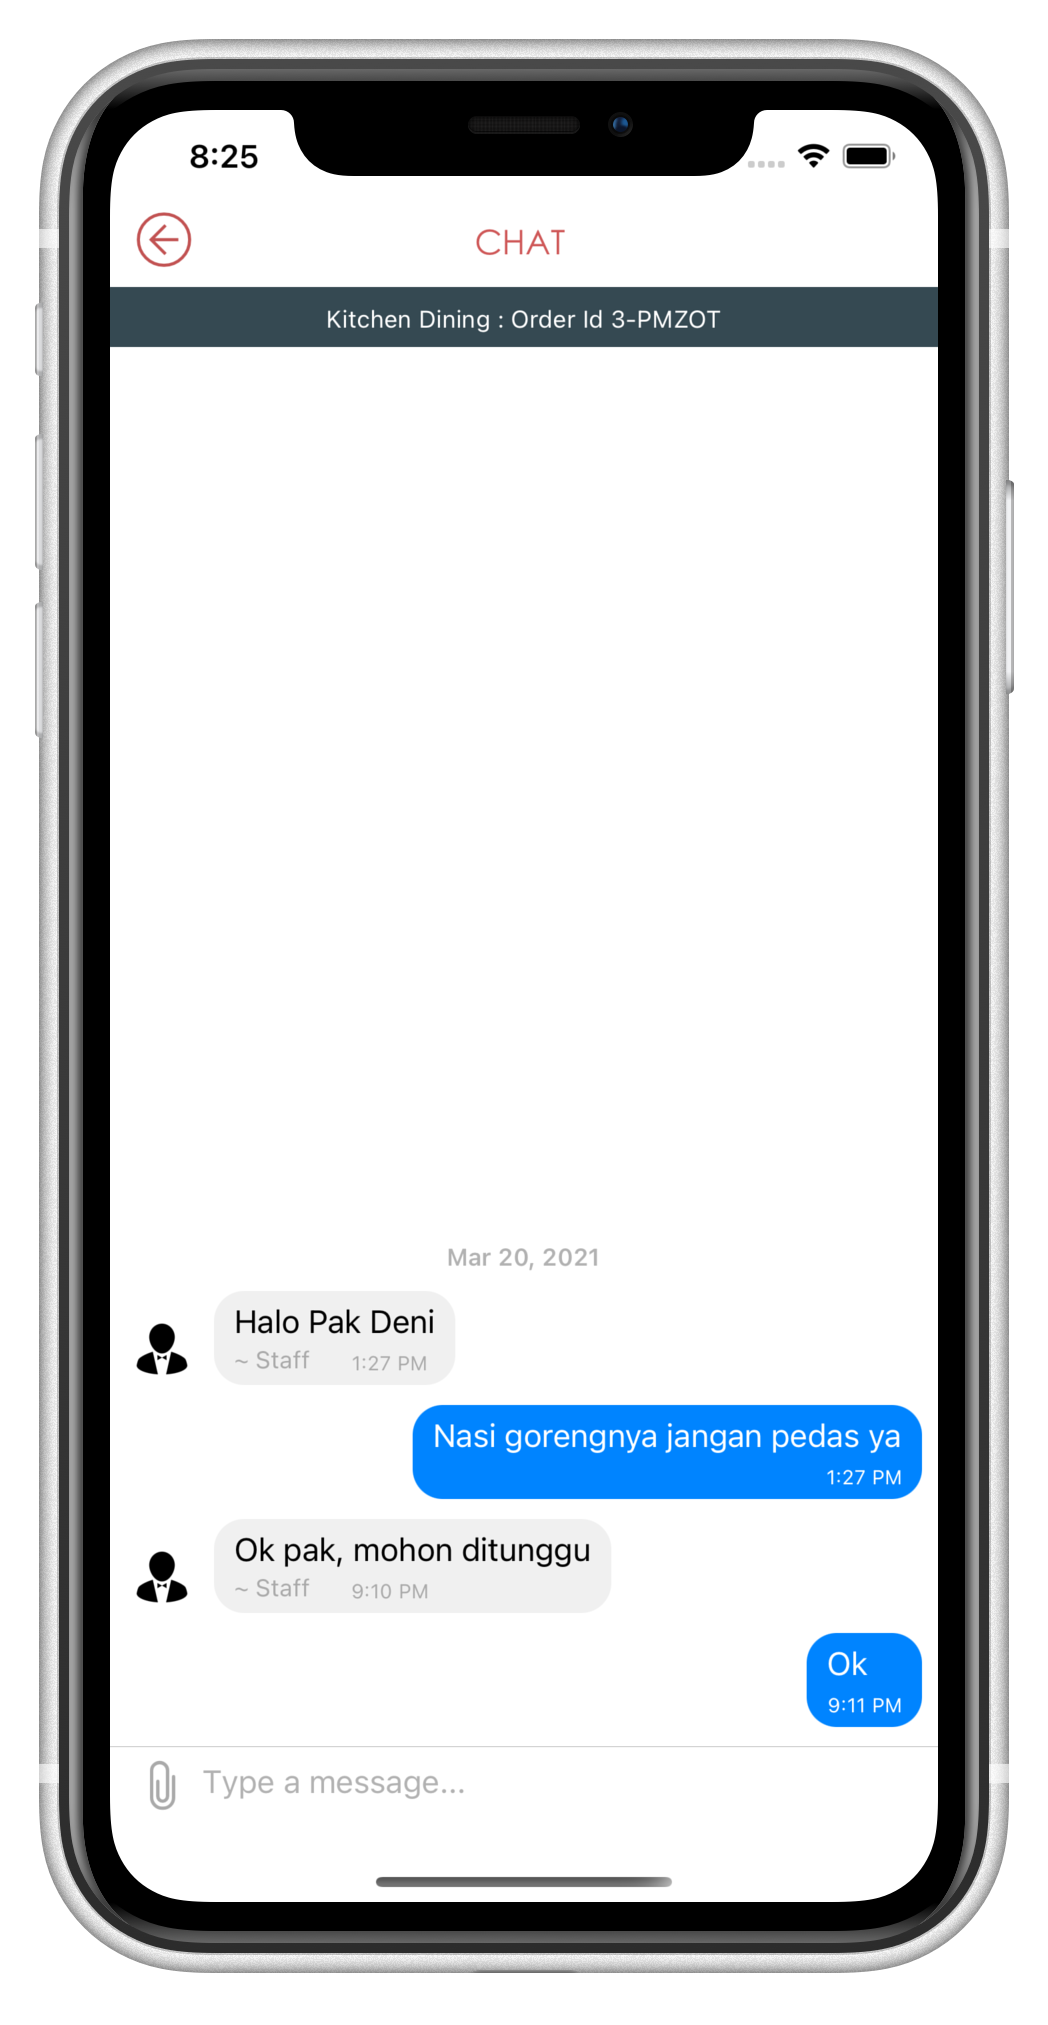 8:25
CHAT
Kitchen Dining : Order Id 3-PMZOT
Mar 20, 2021
Halo Pak Deni
~ Staff 1:27 PM
Nasi gorengnya jangan pedas ya
1:27 PM
Ok pak, mohon ditunggu
~ Staff 9:10 PM
Ok
9:11 PM
Type a message...